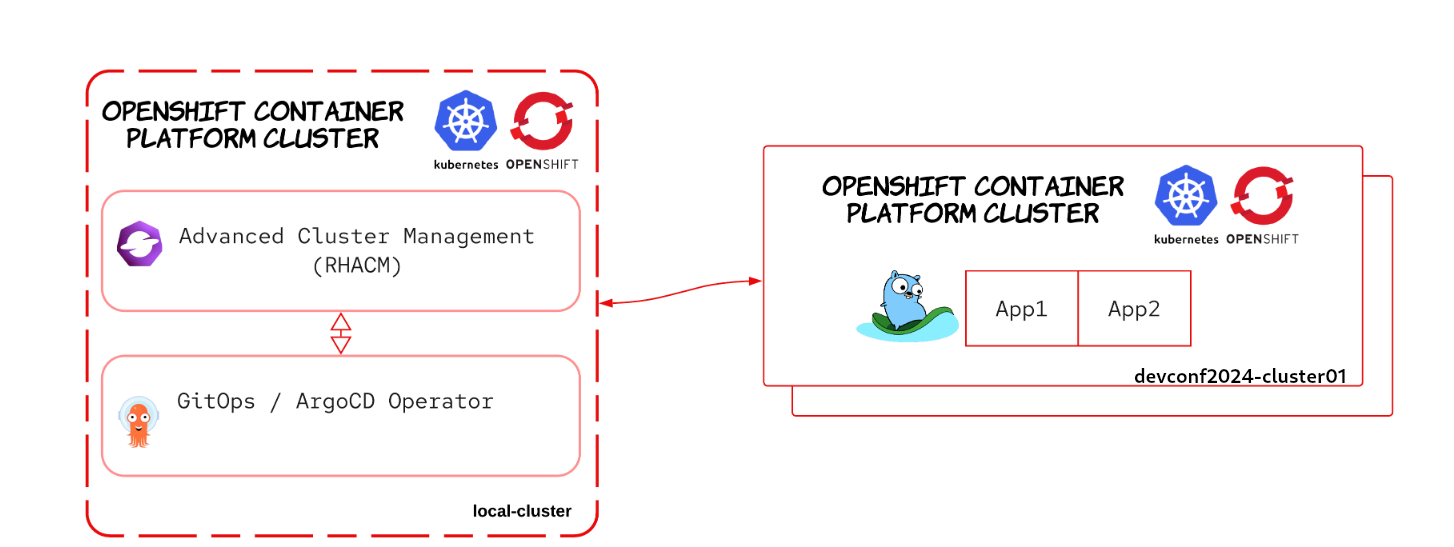 OPENSHIFT CONTAINER
PLATFORM CLUSTER
kubernetes
OPENSHIFT
Advanced Cluster Management
(RHACM)
GitOps / ArgoCD Operator
local-cluster
OPENSHIFT CONTAINER
PLATFORM CLUSTER
kubernetes
OPENSHIFT
App1
App2
devconf2024-cluster01